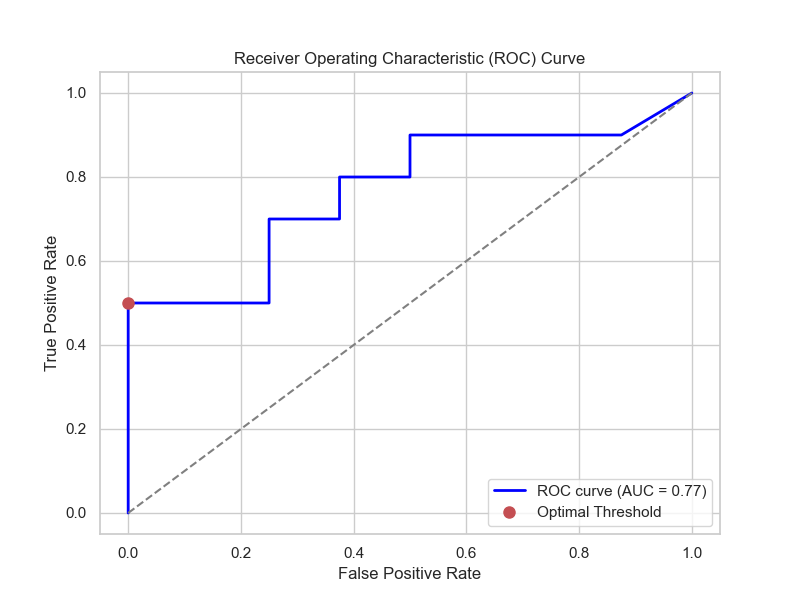 Receiver Operating Characteristic (ROC) Curve
True Positive Rate
1.0
0.8
0.6
0.4
0.2
0.0
ROC curve (AUC = 0.77)
Optimal Threshold
0.0 0.2 0.4 0.6 0.8 1.0
False Positive Rate